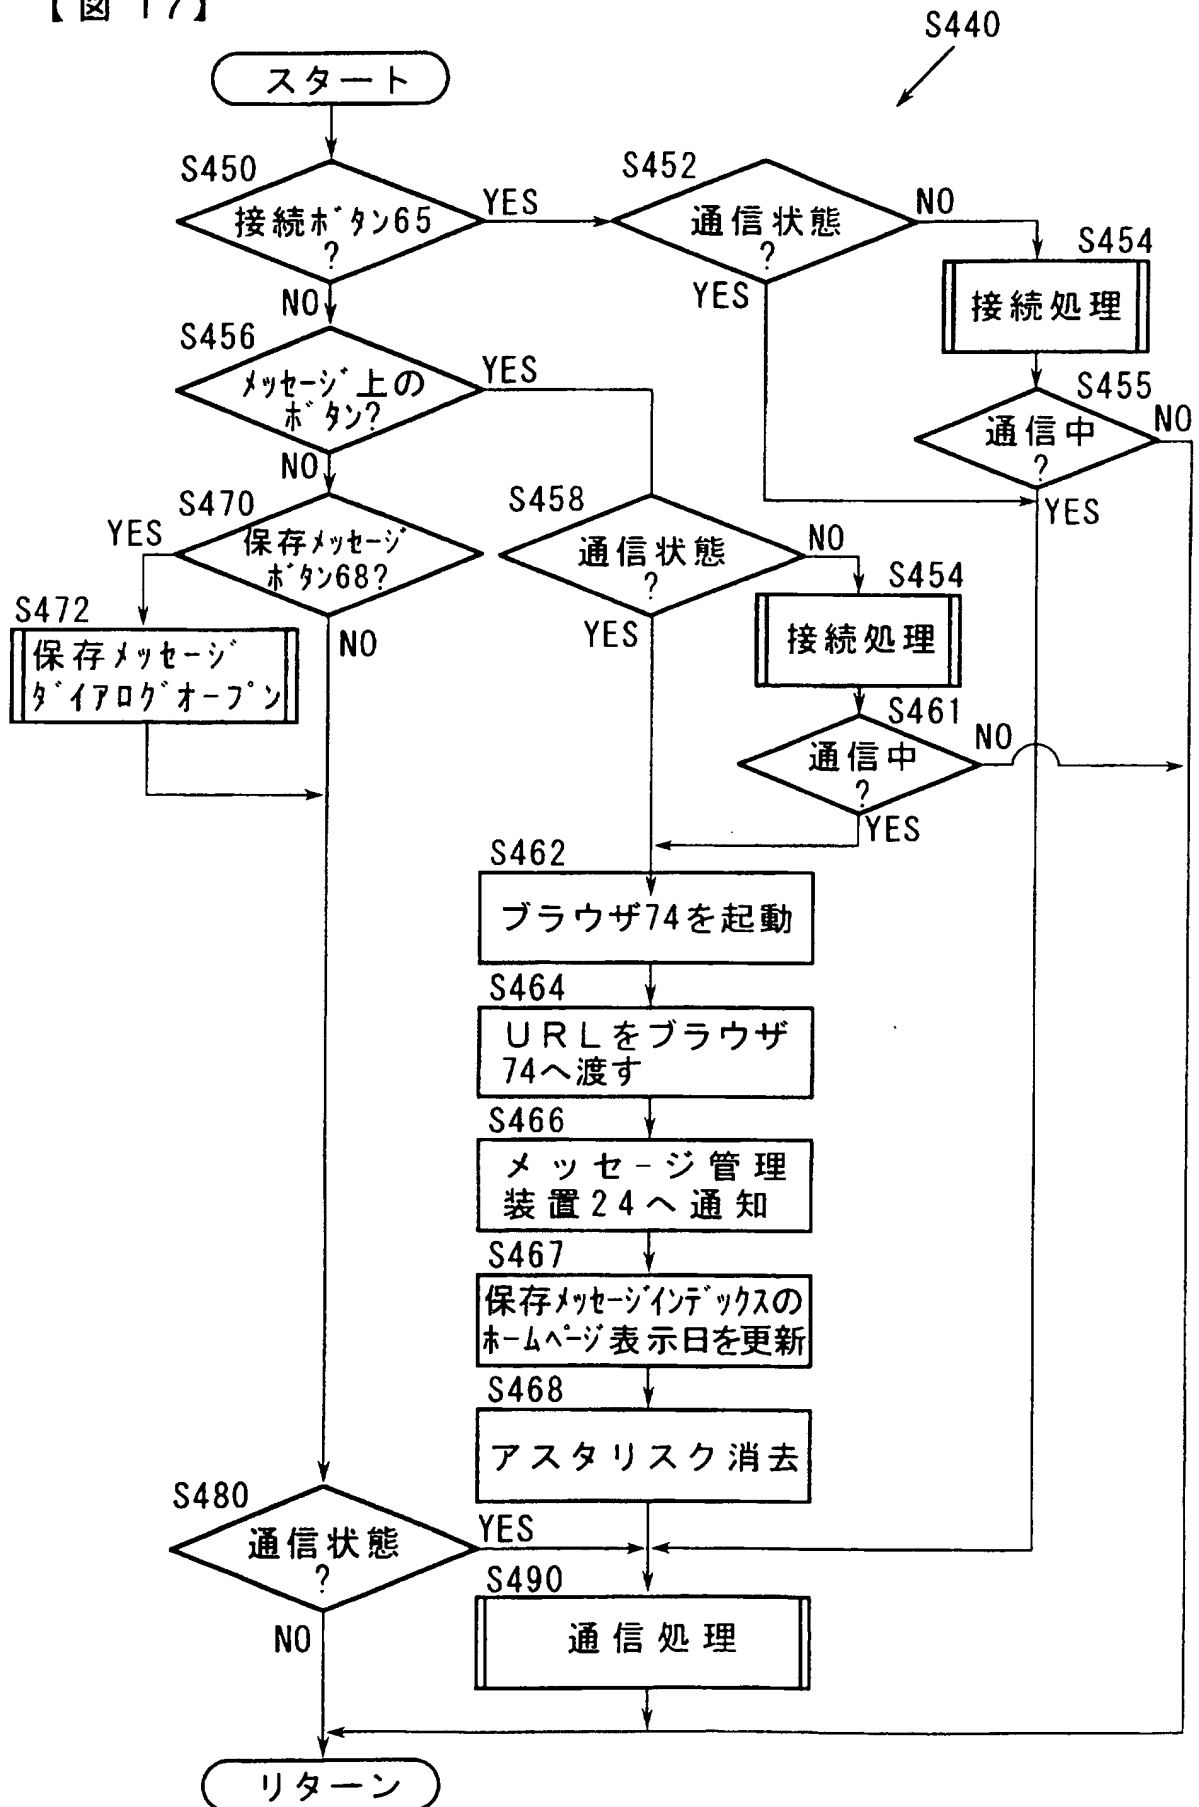 【図 17】
S440
スタート
S450
接続ボタン65
?
YES
NO
S452
通信状態
?
NO
YES
S454
接続処理
S455
通信中
?
NO
YES
S456
メッセージ上の
ボタン?
YES
NO
S470
保存メッセージ
ボタン68?
YES
NO
S472
保存メッセージ
ダイアログオープン
S458
通信状態
?
NO
YES
S454
接続処理
S461
通信中
?
NO
YES
S462
ブラウザ74を起動
S464
URLをブラウザ
74へ渡す
S466
メッセージ管理
装置24へ通知
S467
保存メッセージインデックスの
ホームページ表示日を更新
S468
アスタリスク消去
S480
通信状態
?
YES
NO
S490
通信処理
リターン